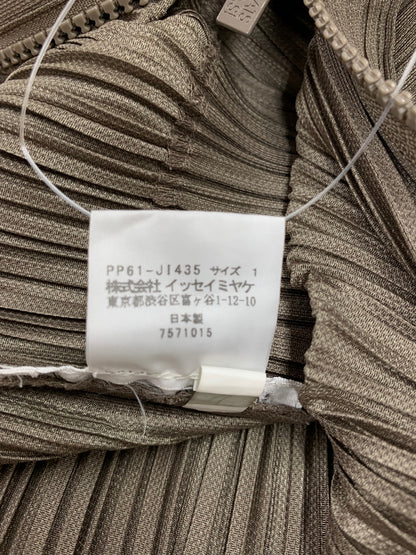 PP61-JI435 サイズ 1
株式会社 イッセイミヤケ
東京都渋谷区富ヶ谷1-12-10
日本製
7571015